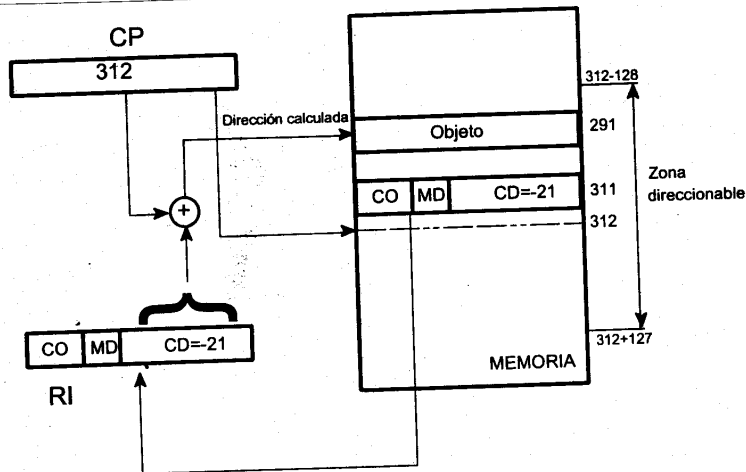 CP
312
Dirección calculada
312-128
Objeto
291
Zona
direccionable
CO
MD
CD=-21
311
312
+
CO
MD
CD=-21
RI
312+127
MEMORIA